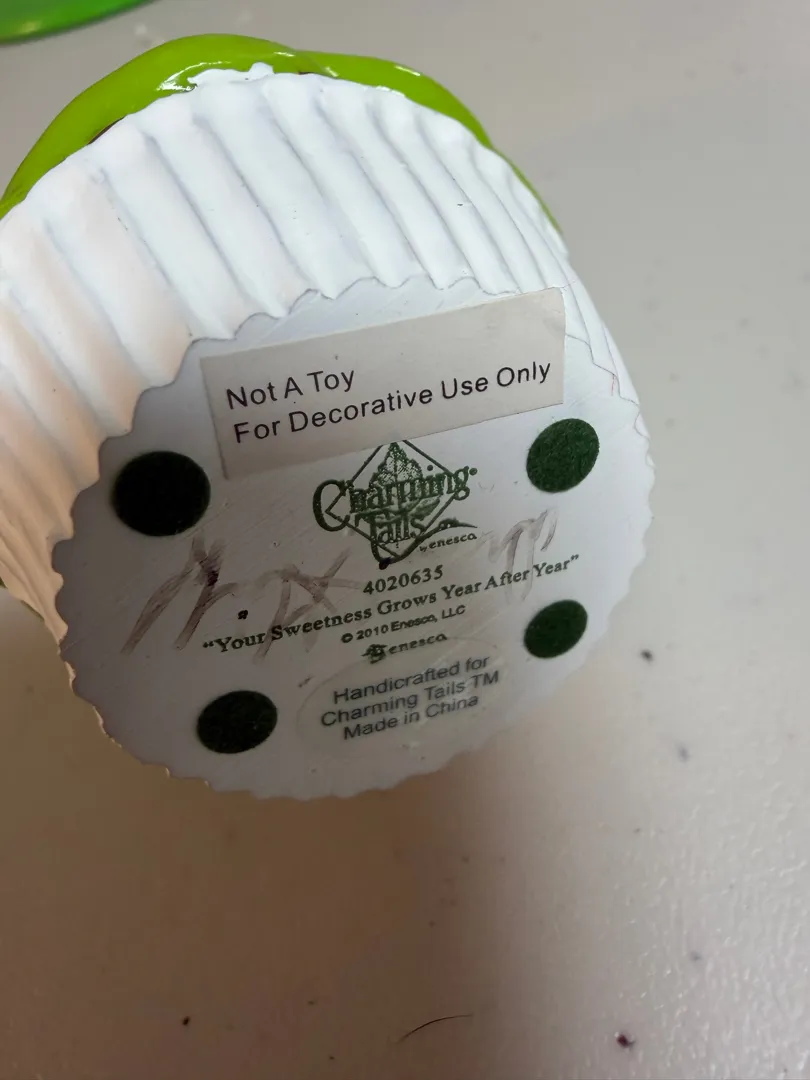 Not A Toy
For Decorative Use Only
Charming
Tails
by enesco
4020635
“Your Sweetness Grows Year After Year”
© 2010 Enesco, LLC
enesco
Handicrafted for
Charming Tails TM
Made in China